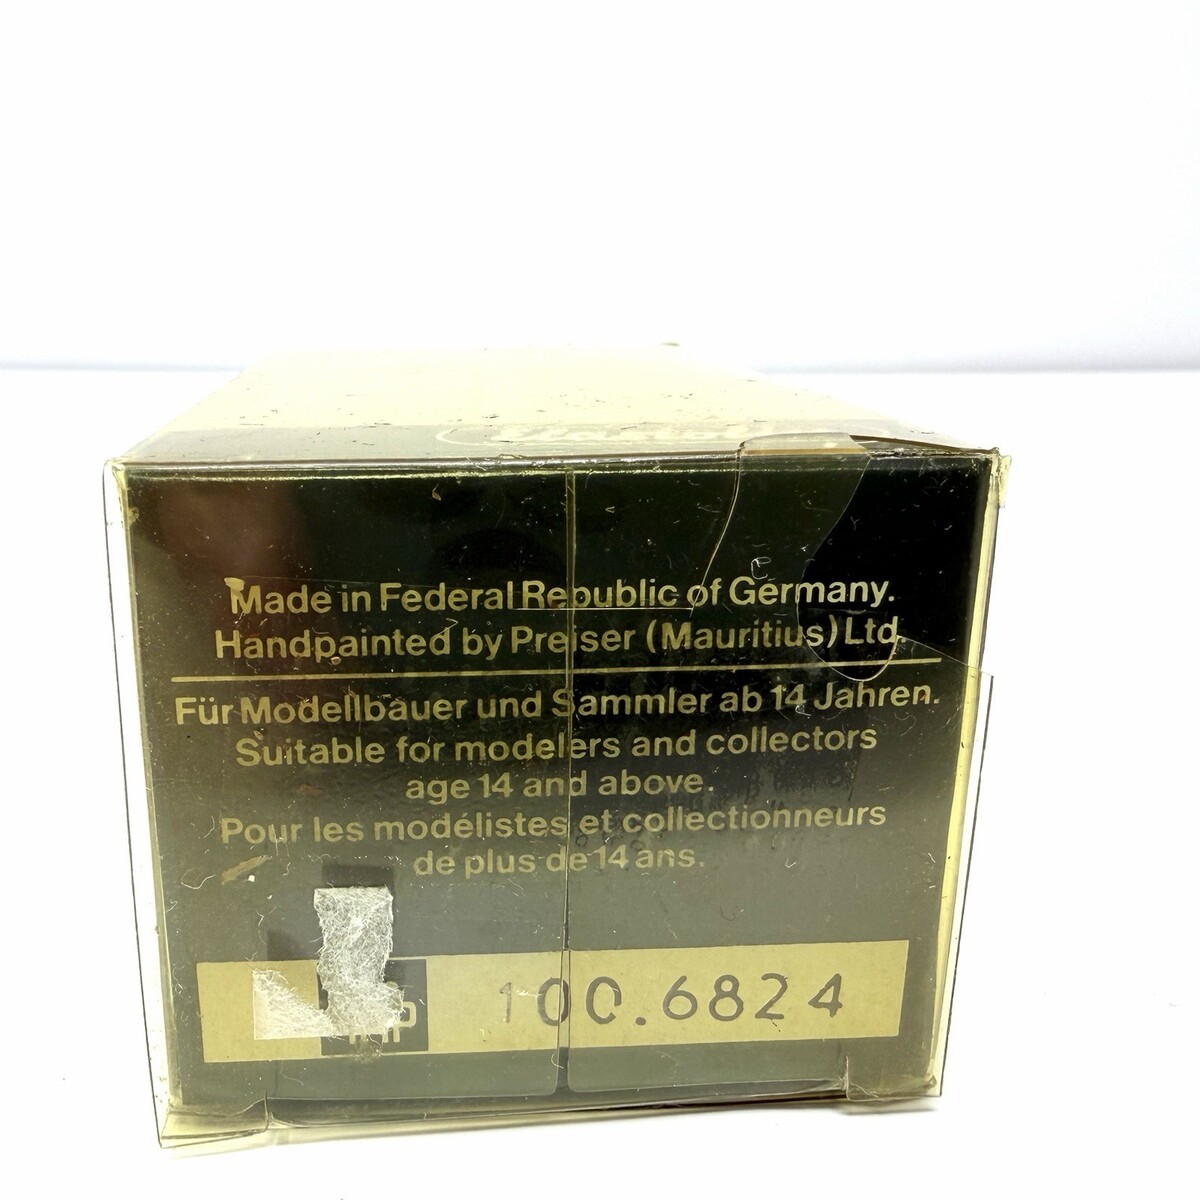 Made in Federal Republic of Germany.
Handpainted by Preiser (Mauritius) Ltd.
Für Modellbauer und Sammler ab 14 Jahren.
Suitable for modelers and collectors
age 14 and above.
Pour les modélistes et collectionneurs
de plus de 14 ans.
100.6824